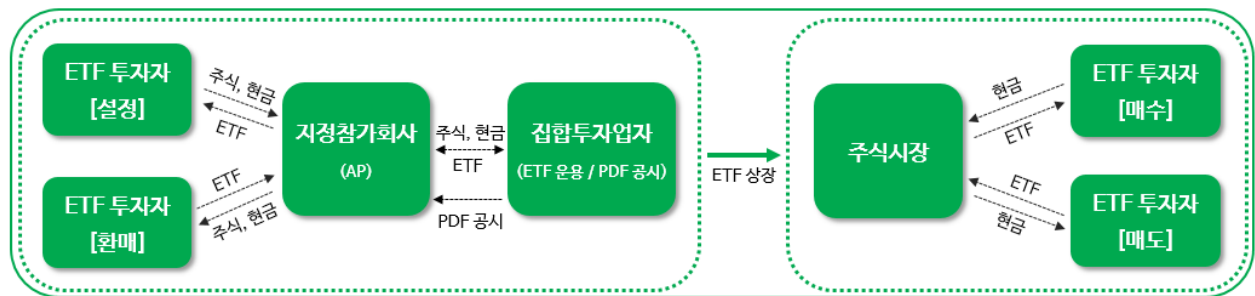 ETF 투자자
[설정]
주식, 현금
ETF
ETF 투자자
[환매]
ETF
주식, 현금
지정참가회사
(AP)
주식, 현금
ETF
PDF 공시
집합투자업자
(ETF 운용 / PDF 공시)
ETF 상장
주식시장
현금
ETF
ETF 투자자
[매수]
ETF
현금
ETF 투자자
[매도]